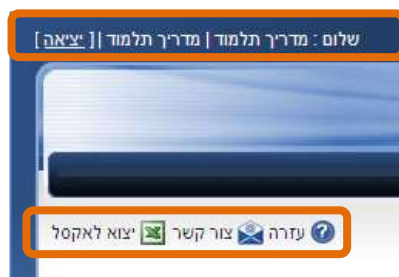 שלום : מדריך תלמוד | מדריך תלמוד | [ יציאה ]
עזרה צור קשר יצוא לאקסל